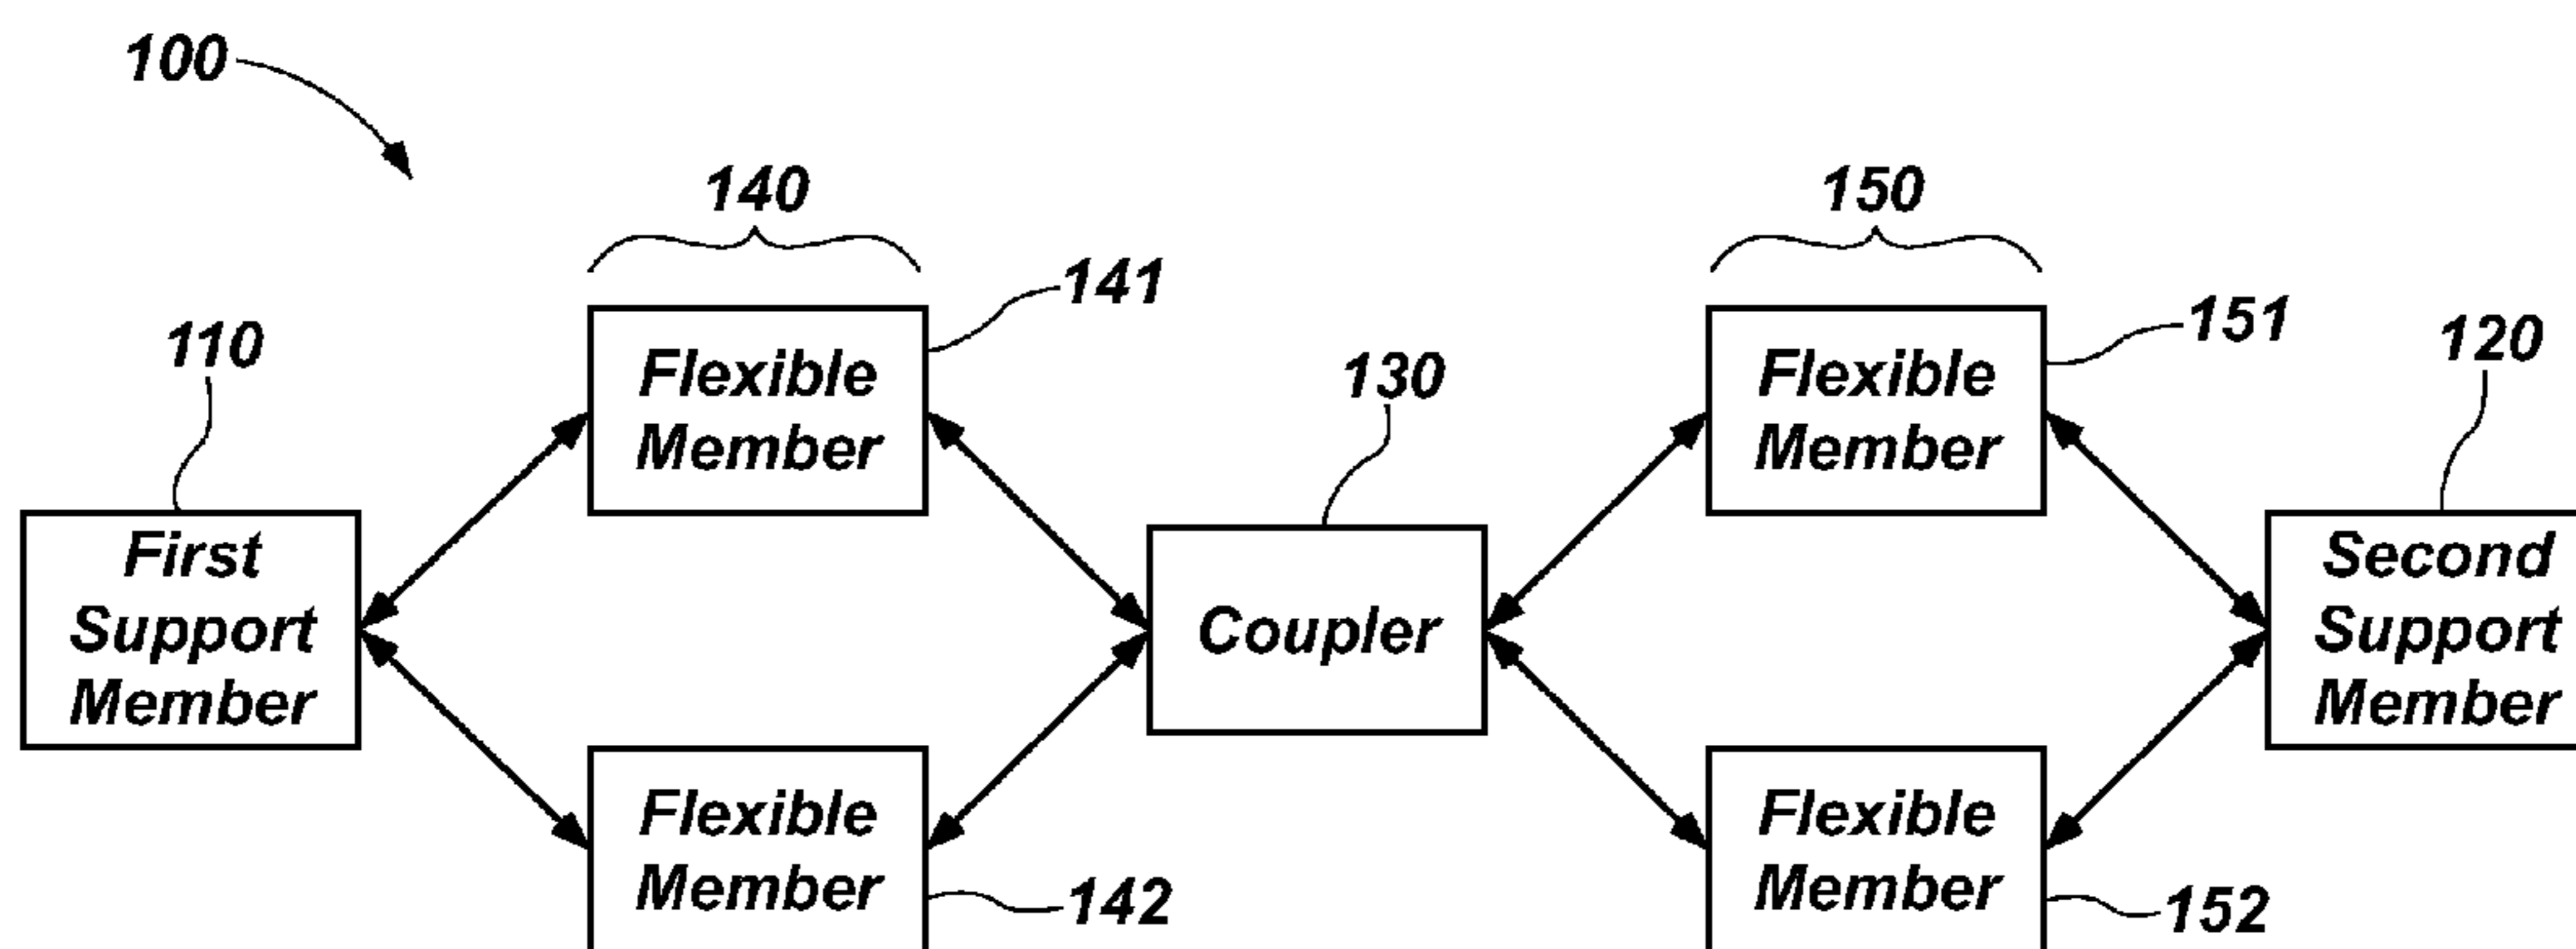 100
140
150
141
151
110
120
130
Flexible
Member
Flexible
Member
First
Support
Member
Coupler
Second
Support
Member
Flexible
Member
Flexible
Member
142
152